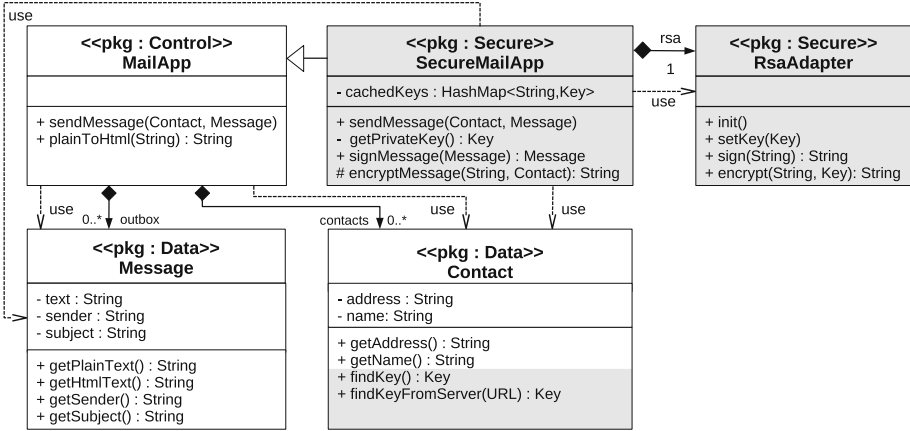 use
<<pkg : Control>>
MailApp
+ sendMessage(Contact, Message)
+ plainToHtml(String) : String
<<pkg : Secure>>
SecureMailApp
- cachedKeys : HashMap<String,Key>
+ sendMessage(Contact, Message)
- getPrivateKey() : Key
+ signMessage(Message) : Message
# encryptMessage(String, Contact): String
rsa
1
use
<<pkg : Secure>>
RsaAdapter
+ init()
+ setKey(Key)
+ sign(String) : String
+ encrypt(String, Key): String
use
0..* outbox
contacts 0..*
use
use
<<pkg : Data>>
Message
- text : String
- sender : String
- subject : String
+ getPlainText() : String
+ getHtmlText() : String
+ getSender() : String
+ getSubject() : String
<<pkg : Data>>
Contact
- address : String
- name: String
+ getAddress() : String
+ getName() : String
+ findKey() : Key
+ findKeyFromServer(URL) : Key